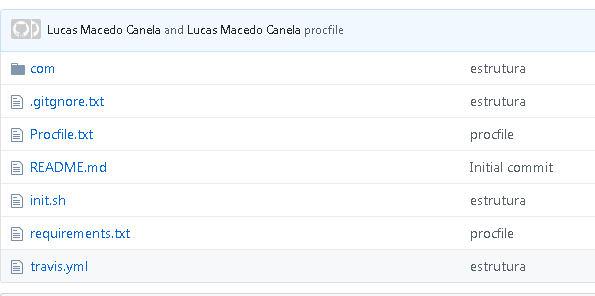 Lucas Macedo Canela and Lucas Macedo Canela procfile
com estrutura
.gitgnore.txt estrutura
Procfile.txt procfile
README.md Initial commit
init.sh estrutura
requirements.txt procfile
travis.yml estrutura